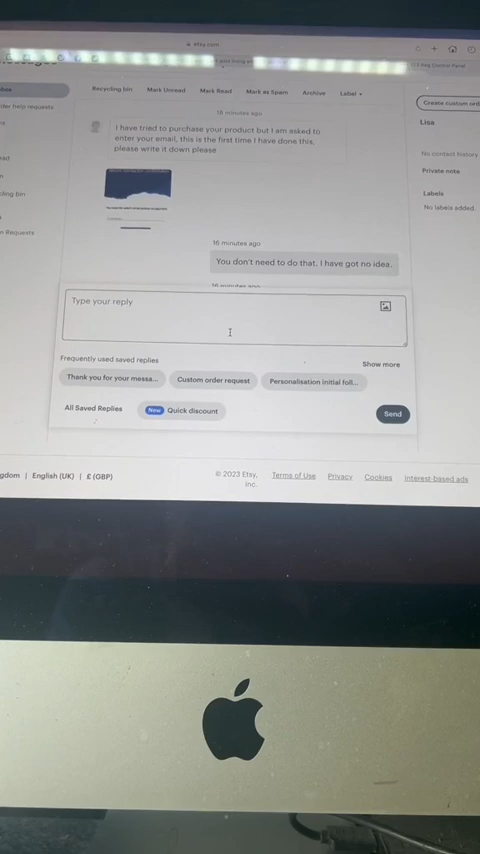 etsy.com
Recycling bin Mark Unread Mark Read Mark as Spam Archive Label
Create custom
Lisa
16 minutes ago
I have tried to purchase your product but I am asked to
enter your email, this is the first time I have done this,
please write it down please
No contact history
Private note
Labels
No labels added
16 minutes ago
You don't need to do that. I have got no idea.
Type your reply
Frequently used saved replies
Show more
Thank you for your messa... Custom order request Personalisation initial foll...
All Saved Replies New Quick discount
Send
English (UK) | £ (GBP)
© 2023 Etsy, Inc.
Terms of Use Privacy Cookies Interest-based ads